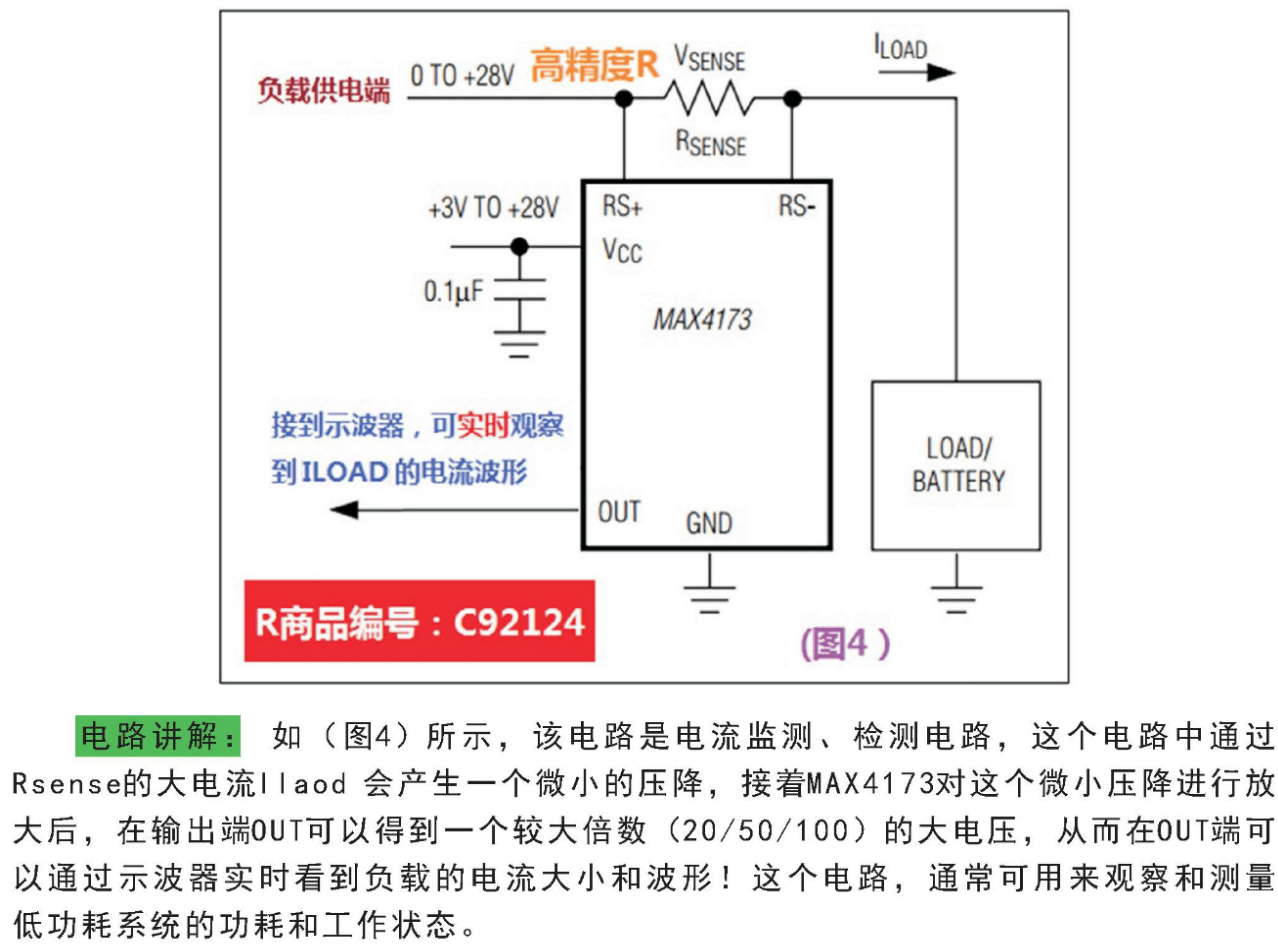 负载供电端 0 TO +28V 高精度R VSENSE ILOAD
RSENSE
+3V TO +28V RS+ RS-
VCC
0.1μF
MAX4173
接到示波器，可实时观察
到ILOAD的电流波形
LOAD/
BATTERY
OUT GND
R商品编号：C92124
(图4）
电路讲解： 如（图4）所示，该电路是电流监测、检测电路，这个电路中通过
Rsense的大电流Ilaod 会产生一个微小的压降，接着MAX4173对这个微小压降进行放
大后，在输出端OUT可以得到一个较大倍数（20/50/100）的大电压，从而在OUT端可
以通过示波器实时看到负载的电流大小和波形！这个电路，通常可用来观察和测量
低功耗系统的功耗和工作状态。